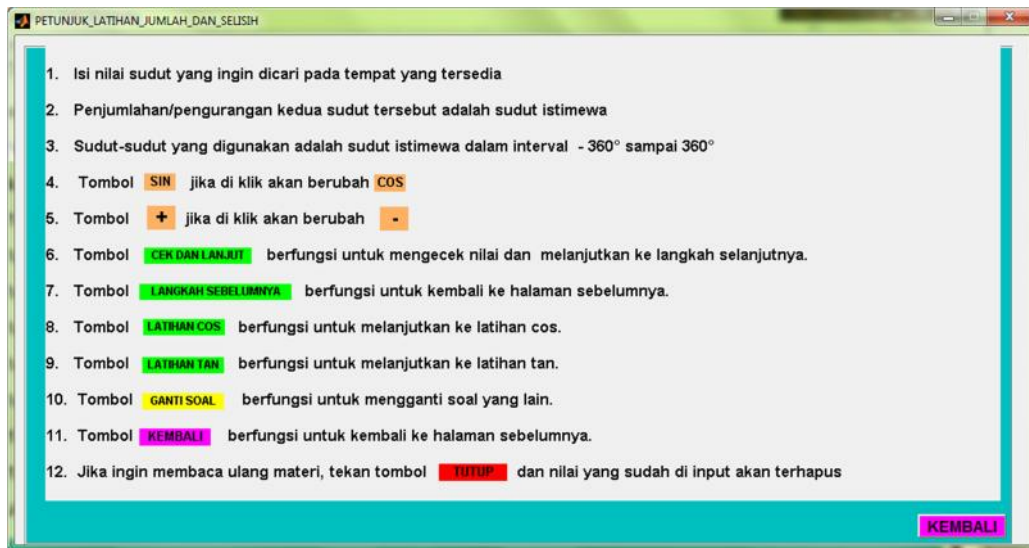 PETUNJUK_LATIHAN_JUMLAH_DAN_SELISIH
1. Isi nilai sudut yang ingin dicari pada tempat yang tersedia
2. Penjumlahan/pengurangan kedua sudut tersebut adalah sudut istimewa
3. Sudut-sudut yang digunakan adalah sudut istimewa dalam interval - 360° sampai 360°
4. Tombol SIN jika di klik akan berubah COS
5. Tombol + jika di klik akan berubah -
6. Tombol CEK DAN LANJUT berfungsi untuk mengecek nilai dan melanjutkan ke langkah selanjutnya.
7. Tombol LANGKAH SEBELUMNYA berfungsi untuk kembali ke halaman sebelumnya.
8. Tombol LATIHAN COS berfungsi untuk melanjutkan ke latihan cos.
9. Tombol LATIHAN TAN berfungsi untuk melanjutkan ke latihan tan.
10. Tombol GANTI SOAL berfungsi untuk mengganti soal yang lain.
11. Tombol KEMBALI berfungsi untuk kembali ke halaman sebelumnya.
12. Jika ingin membaca ulang materi, tekan tombol TUTUP dan nilai yang sudah di input akan terhapus
KEMBALI